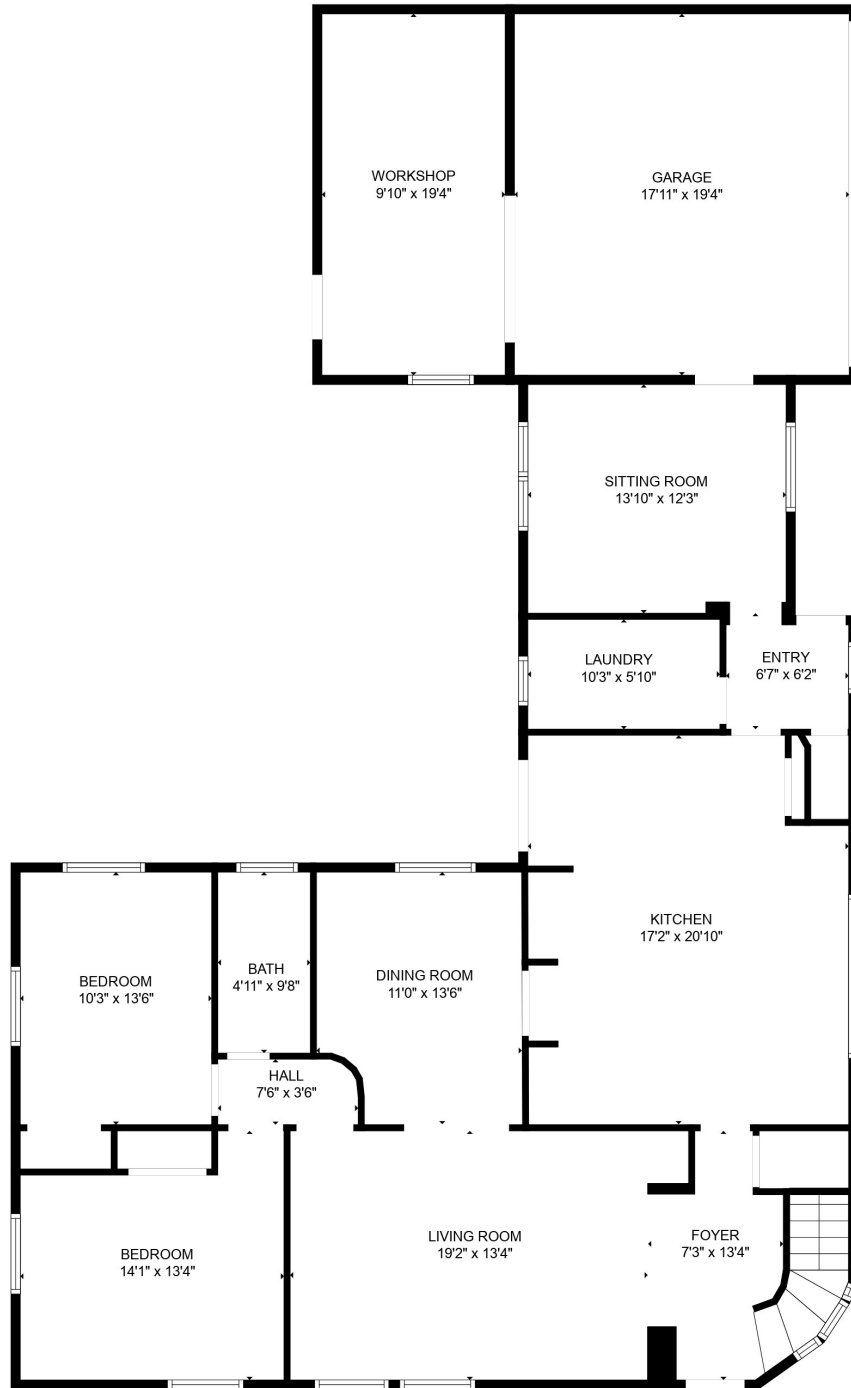 WORKSHOP
9'10" x 19'4"
GARAGE
17'11" x 19'4"
SITTING ROOM
13'10" x 12'3"
LAUNDRY
10'3" x 5'10"
ENTRY
6'7" x 6'2"
KITCHEN
17'2" x 20'10"
BEDROOM
10'3" x 13'6"
BATH
4'11" x 9'8"
DINING ROOM
11'0" x 13'6"
HALL
7'6" x 3'6"
BEDROOM
14'1" x 13'4"
LIVING ROOM
19'2" x 13'4"
FOYER
7'3" x 13'4"